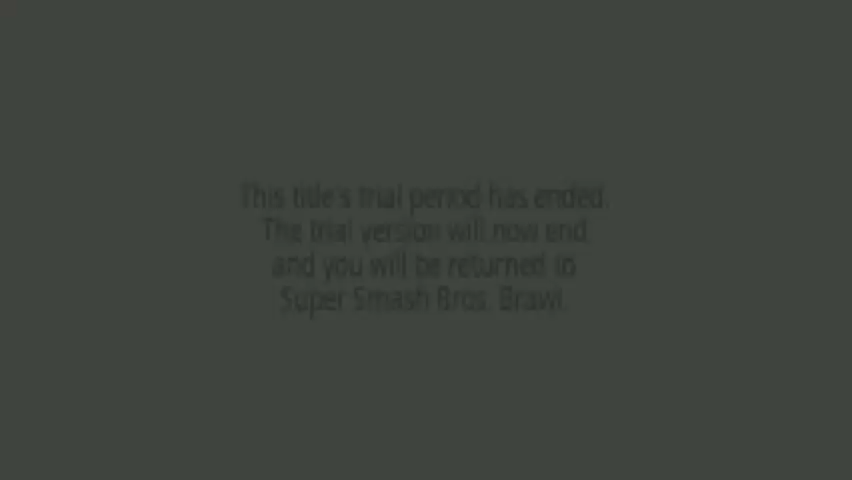 This title's trial period has ended.
The trial version will now end
and you will be returned to
Super Smash Bros. Brawl.